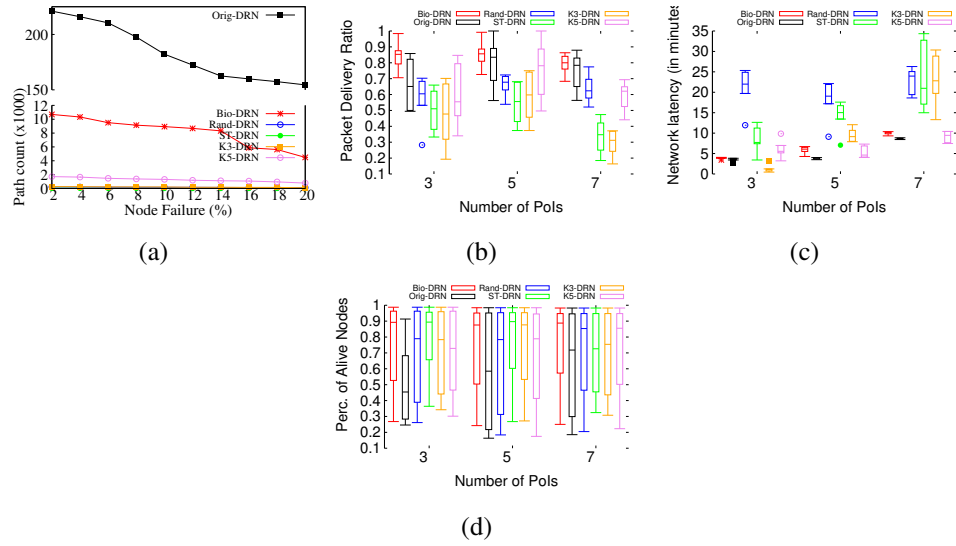 Orig-DRN
200
150
Path count (x1000)
12
10
8
6
4
2
0
Bio-DRN
Rand-DRN
ST-DRN
K3-DRN
K5-DRN
2 4 6 8 10 12 14 16 18 20
Node Failure (%)
(a)
Bio-DRN Rand-DRN K3-DRN
Orig-DRN ST-DRN K5-DRN
Packet Delivery Ratio
1
0.9
0.8
0.7
0.6
0.5
0.4
0.3
0.2
0.1
3 5 7
Number of PoIs
(b)
Bio-DRN Rand-DRN K3-DRN
Orig-DRN ST-DRN K5-DRN
Network latency (in minutes
35
30
25
20
15
10
5
0
3 5 7
Number of PoIs
(c)
Bio-DRN Rand-DRN K3-DRN
Orig-DRN ST-DRN K5-DRN
Perc. of Alive Nodes
1
0.9
0.8
0.7
0.6
0.5
0.4
0.3
0.2
0.1
3 5 7
Number of PoIs
(d)